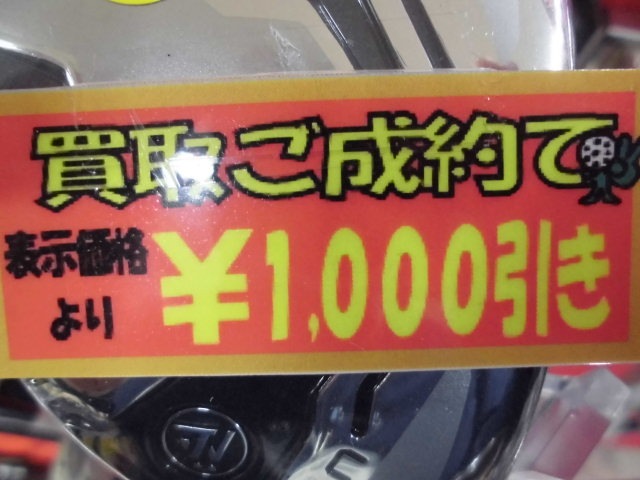 買取ご成約で
表示価格
より
¥1,000引き